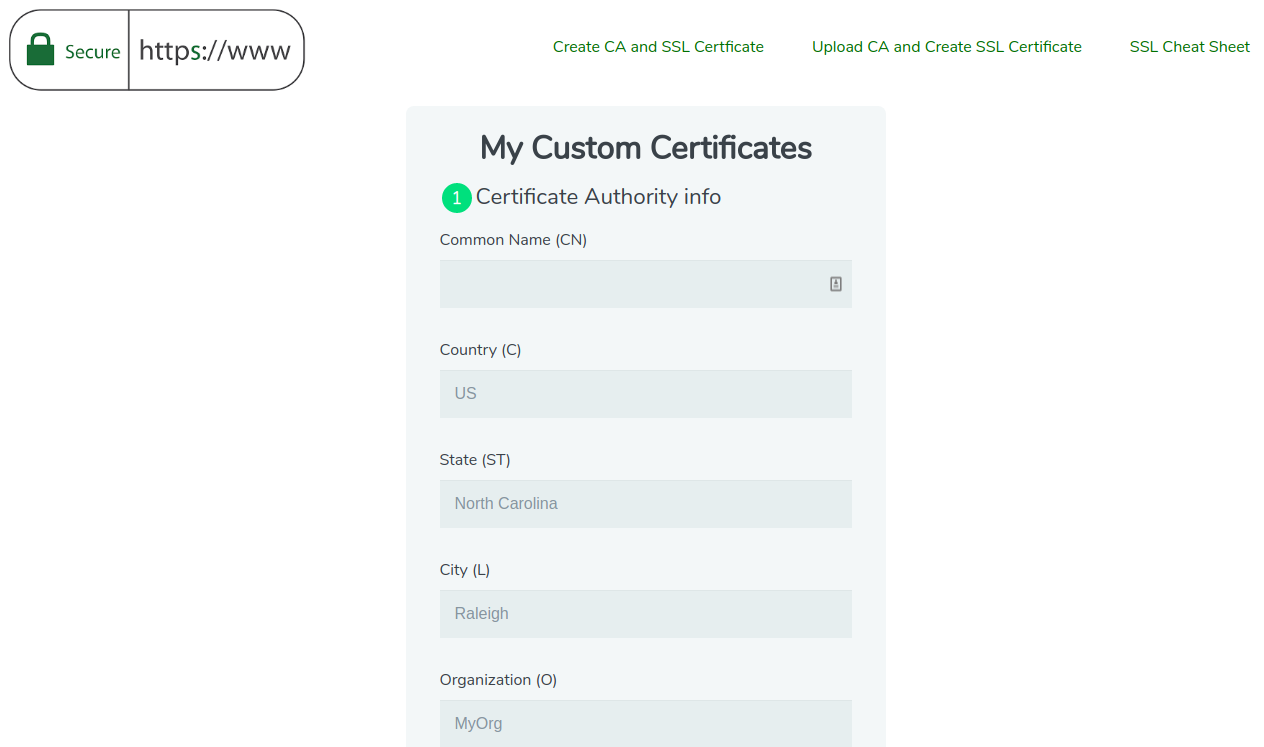 Secure https://www
Create CA and SSL Certficate Upload CA and Create SSL Certificate SSL Cheat Sheet
My Custom Certificates
1 Certificate Authority info
Common Name (CN)
Country (C)
US
State (ST)
North Carolina
City (L)
Raleigh
Organization (O)
MyOrg